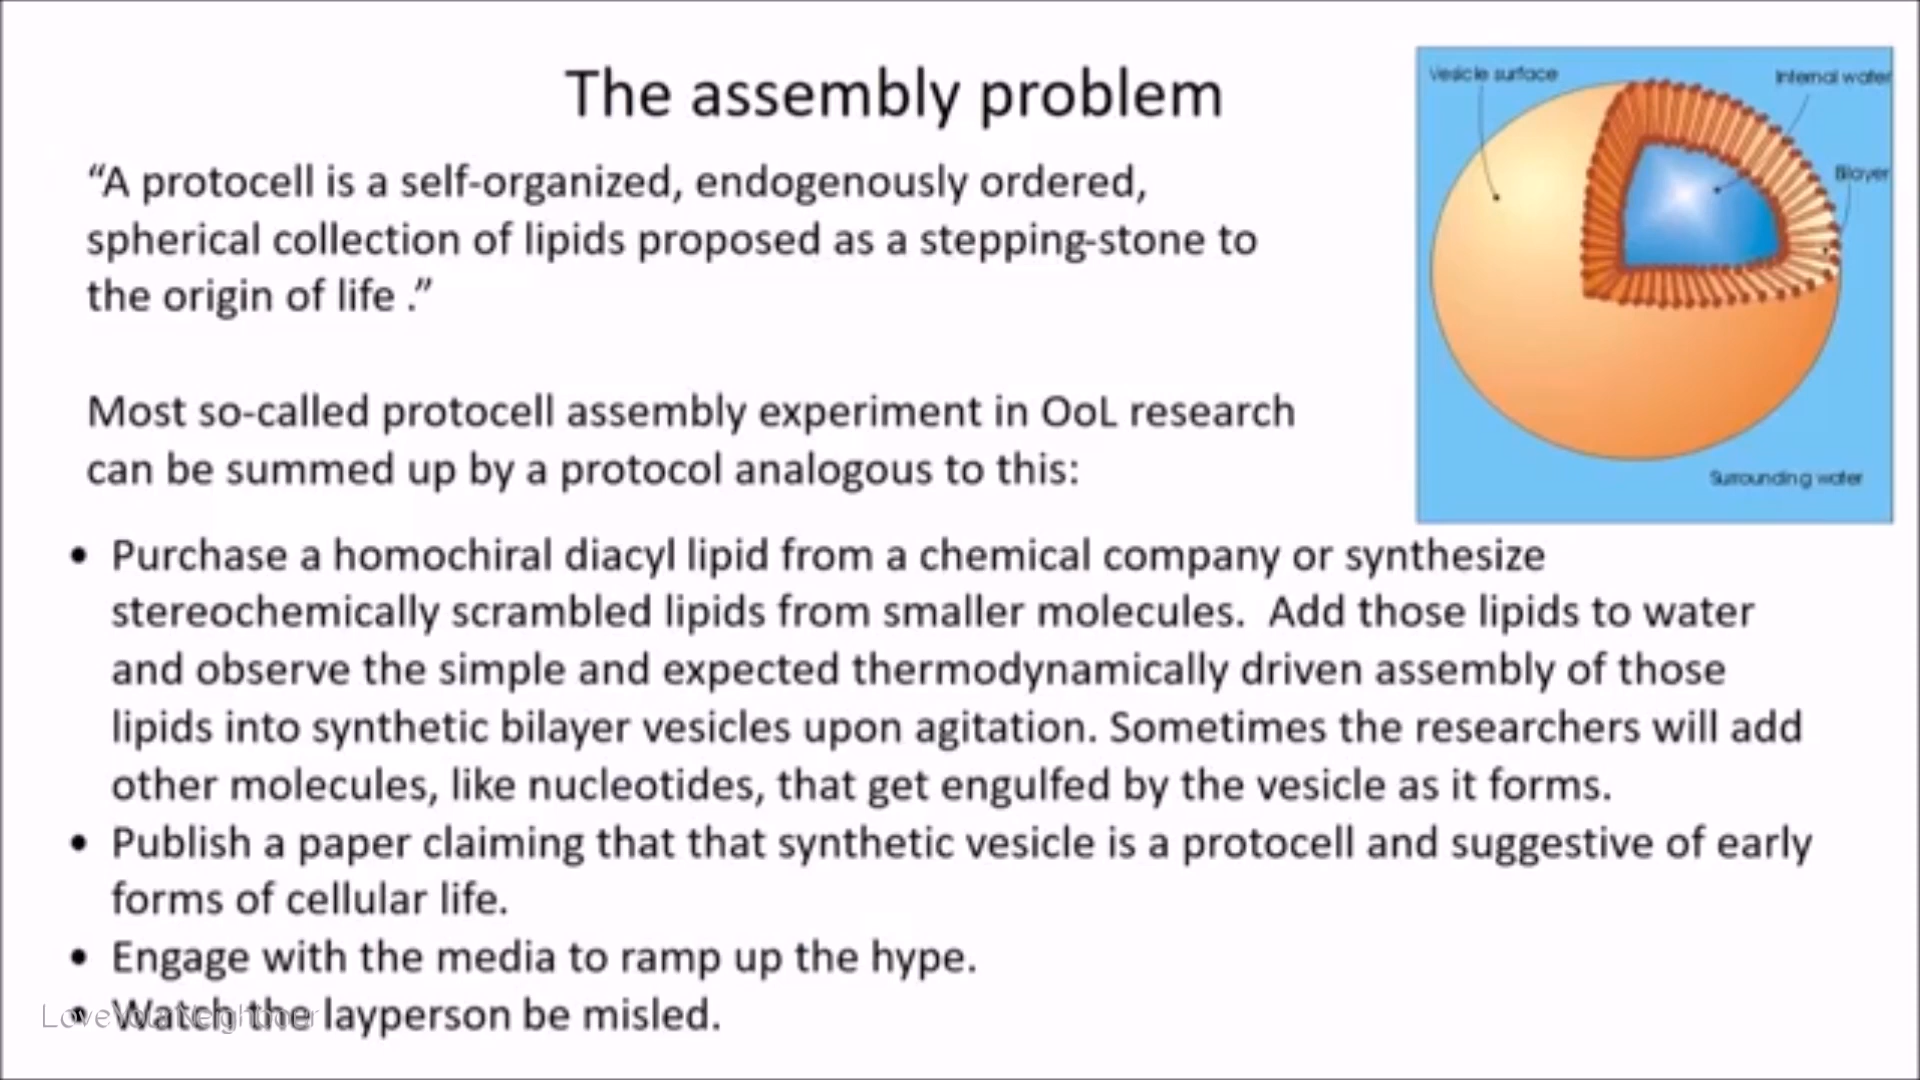 The assembly problem
“A protocell is a self-organized, endogenously ordered,
spherical collection of lipids proposed as a stepping-stone to
the origin of life .”
Most so-called protocell assembly experiment in OoL research
can be summed up by a protocol analogous to this:
Vesicle surface
Internal water
Bilayer
Surrounding water
• Purchase a homochiral diacyl lipid from a chemical company or synthesize
stereochemically scrambled lipids from smaller molecules.  Add those lipids to water
and observe the simple and expected thermodynamically driven assembly of those
lipids into synthetic bilayer vesicles upon agitation. Sometimes the researchers will add
other molecules, like nucleotides, that get engulfed by the vesicle as it forms.
• Publish a paper claiming that that synthetic vesicle is a protocell and suggestive of early
forms of cellular life.
• Engage with the media to ramp up the hype.
• Watch the layperson be misled.
LoveYourNeighbour